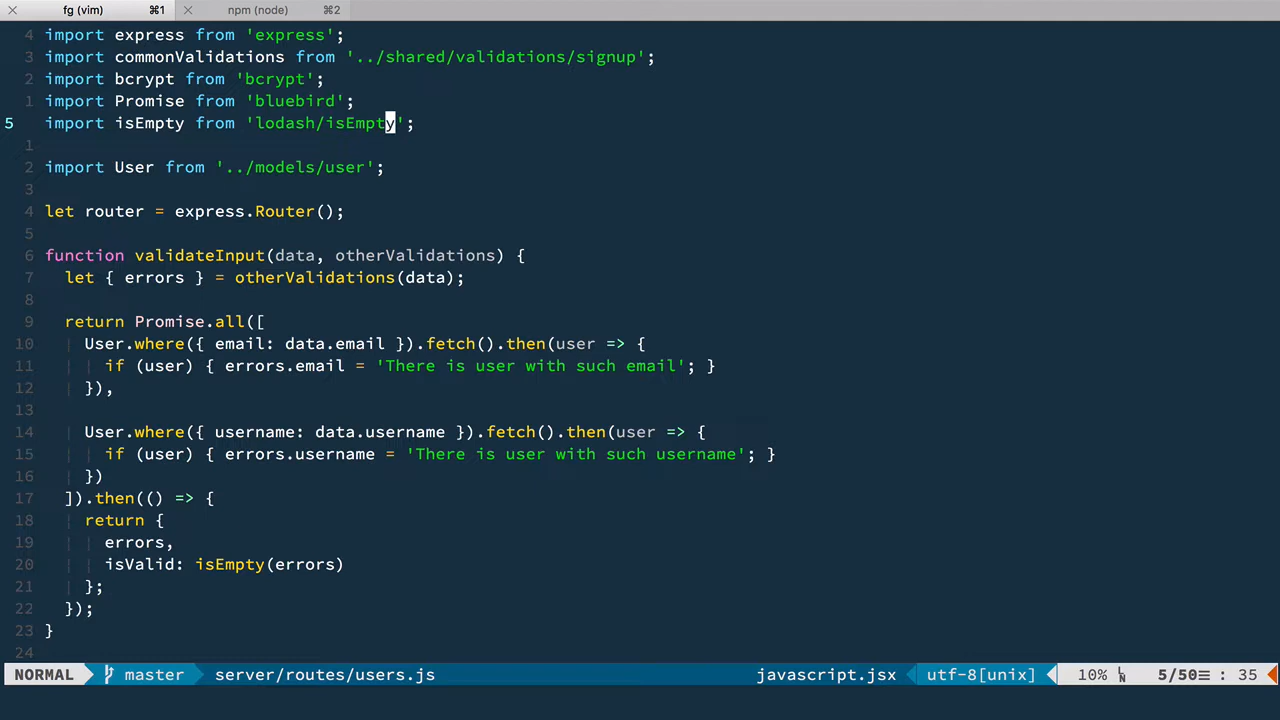 × fg (vim) ⌘1 × npm (node) ⌘2
4 import express from 'express';
3 import commonValidations from '../shared/validations/signup';
2 import bcrypt from 'bcrypt';
1 import Promise from 'bluebird';
5 import isEmpty from 'lodash/isEmpty';
1
2 import User from '../models/user';
3
4 let router = express.Router();
5
6 function validateInput(data, otherValidations) {
7 let { errors } = otherValidations(data);
8
9 return Promise.all([
10 User.where({ email: data.email }).fetch().then(user => {
11 if (user) { errors.email = 'There is user with such email'; }
12 }),
13
14 User.where({ username: data.username }).fetch().then(user => {
15 if (user) { errors.username = 'There is user with such username'; }
16 })
17 ]).then(() => {
18 return {
19 errors,
20 isValid: isEmpty(errors)
21 };
22 });
23 }
24
NORMAL master server/routes/users.js javascript.jsx utf-8[unix] 10% 5/50≡ : 35